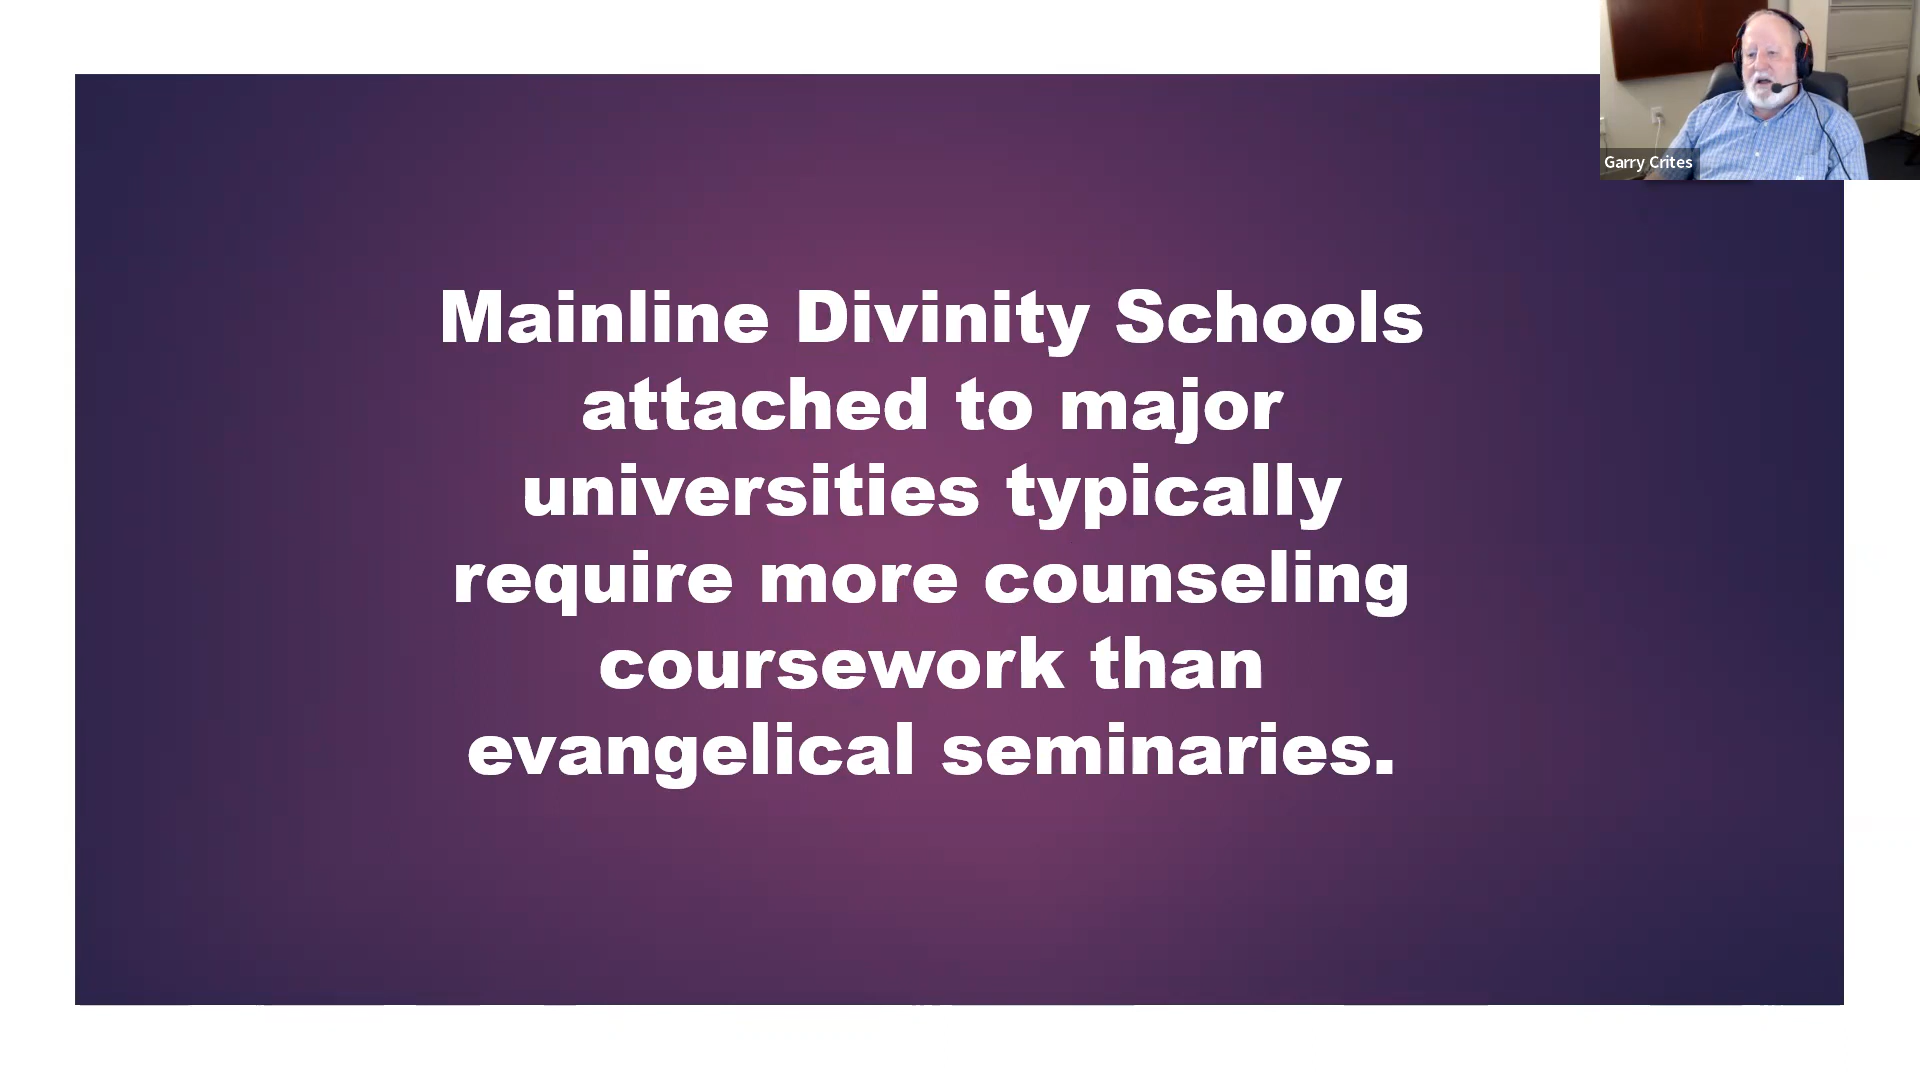 Garry Crites
Mainline Divinity Schools
attached to major
universities typically
require more counseling
coursework than
evangelical seminaries.